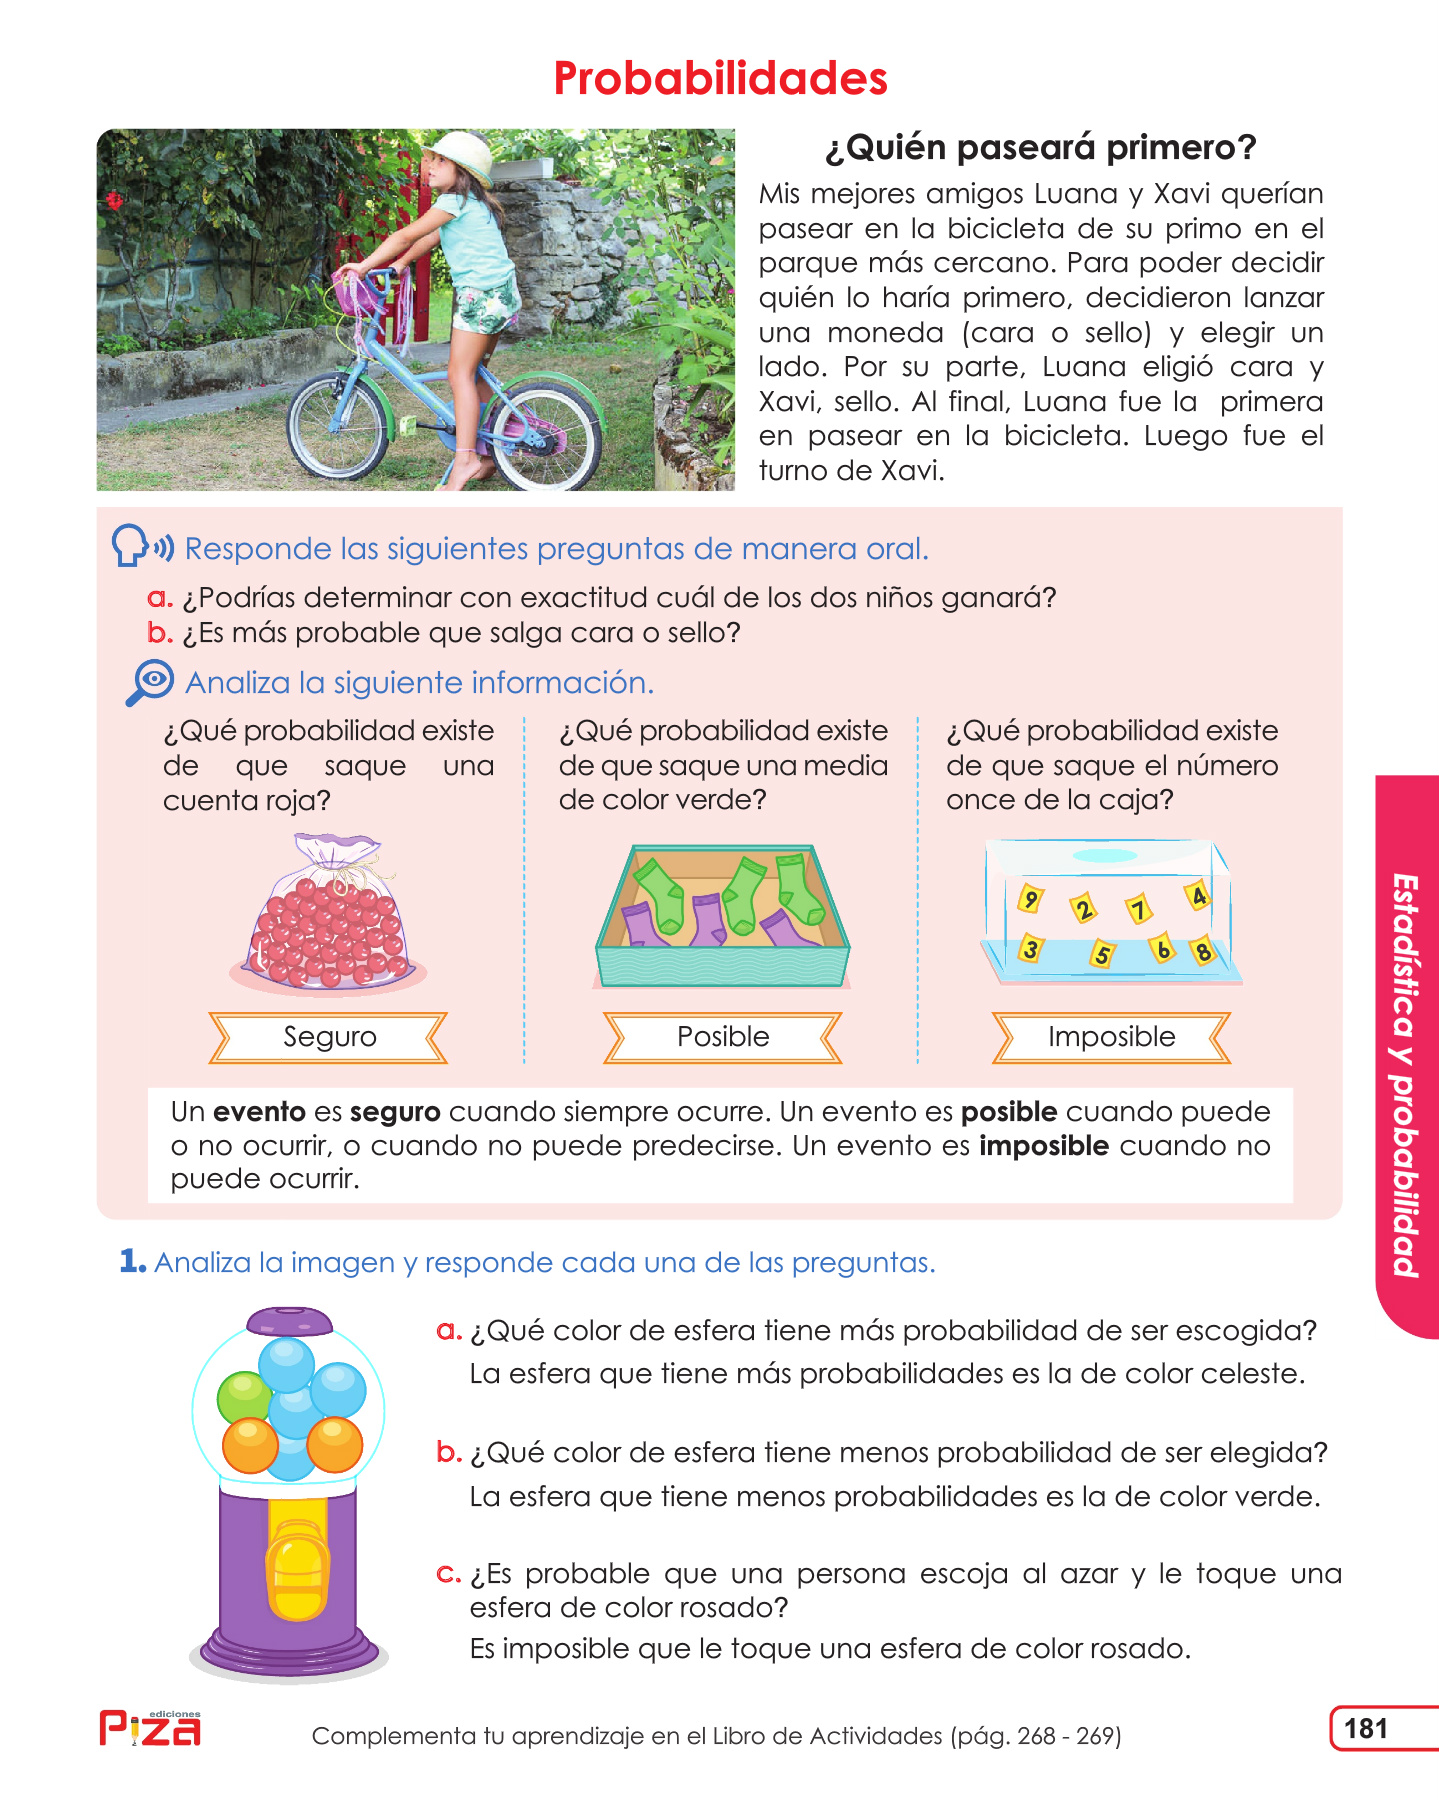 Probabilidades
¿Quién paseará primero?
Mis mejores amigos Luana y Xavi querían
pasear en la bicicleta de su primo en el
parque más cercano. Para poder decidir
quién lo haría primero, decidieron lanzar
una moneda (cara o sello) y elegir un
lado. Por su parte, Luana eligió cara y
Xavi, sello. Al final, Luana fue la primera
en pasear en la bicicleta. Luego fue el
turno de Xavi.
Responde las siguientes preguntas de manera oral.
a. ¿Podrías determinar con exactitud cuál de los dos niños ganará?
b. ¿Es más probable que salga cara o sello?
Analiza la siguiente información.
¿Qué probabilidad existe
de que saque una
cuenta roja?
Seguro
¿Qué probabilidad existe
de que saque una media
de color verde?
Posible
¿Qué probabilidad existe
de que saque el número
once de la caja?
9 2 7 4
3 5 6 8
Imposible
Un evento es seguro cuando siempre ocurre. Un evento es posible cuando puede
o no ocurrir, o cuando no puede predecirse. Un evento es imposible cuando no
puede ocurrir.
Estadística y probabilidad
1. Analiza la imagen y responde cada una de las preguntas.
a. ¿Qué color de esfera tiene más probabilidad de ser escogida?
La esfera que tiene más probabilidades es la de color celeste.
b. ¿Qué color de esfera tiene menos probabilidad de ser elegida?
La esfera que tiene menos probabilidades es la de color verde.
c. ¿Es probable que una persona escoja al azar y le toque una
esfera de color rosado?
Es imposible que le toque una esfera de color rosado.
ediciones
Piza
Complementa tu aprendizaje en el Libro de Actividades (pág. 268 - 269)
181